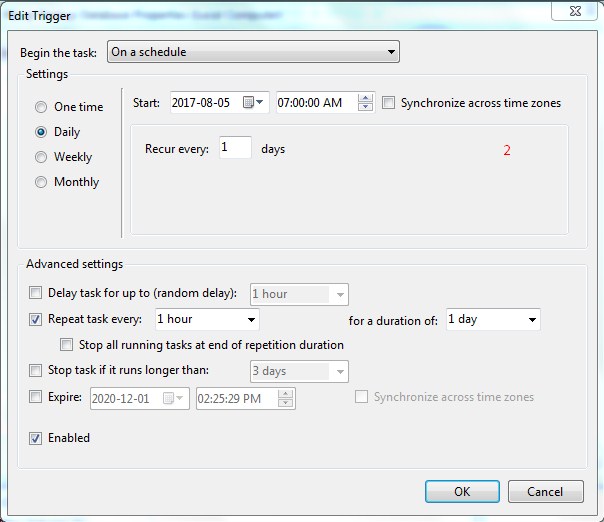 Edit Trigger
Begin the task: On a schedule
Settings
One time
Daily
Weekly
Monthly
Start: 2017-08-05 07:00:00 AM Synchronize across time zones
Recur every: 1 days
2
Advanced settings
Delay task for up to (random delay): 1 hour
Repeat task every: 1 hour for a duration of: 1 day
Stop all running tasks at end of repetition duration
Stop task if it runs longer than: 3 days
Expire: 2020-12-01 02:25:29 PM Synchronize across time zones
Enabled
OK Cancel